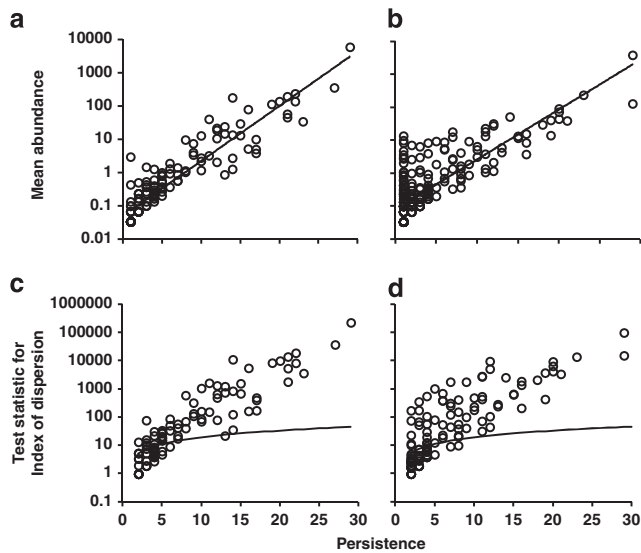 a
b
10000
1000
100
10
1
0.1
0.01
Mean abundance
c
d
1000000
100000
10000
1000
100
10
1
0.1
Test statistic for
Index of dispersion
0 5 10 15 20 25 30
0 5 10 15 20 25 30
Persistence